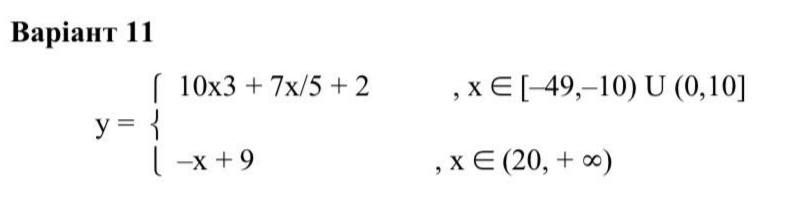 Варіант 11
⎧ 10x3 + 7x/5 + 2 , x ∈ [–49,–10) U (0,10]
y = {
⎩ –x + 9 , x ∈ (20, + ∞)